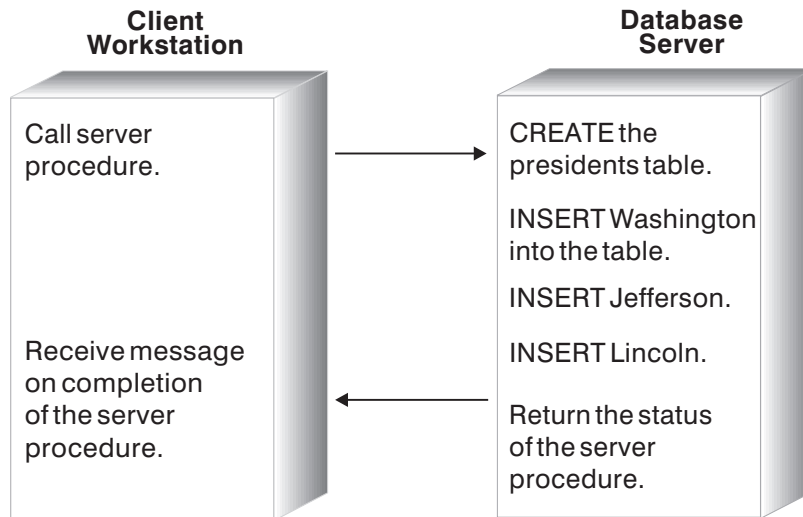 Client
Workstation
Call server
procedure.
Receive message
on completion
of the server
procedure.
Database
Server
CREATE the
presidents table.
INSERT Washington
into the table.
INSERT Jefferson.
INSERT Lincoln.
Return the status
of the server
procedure.